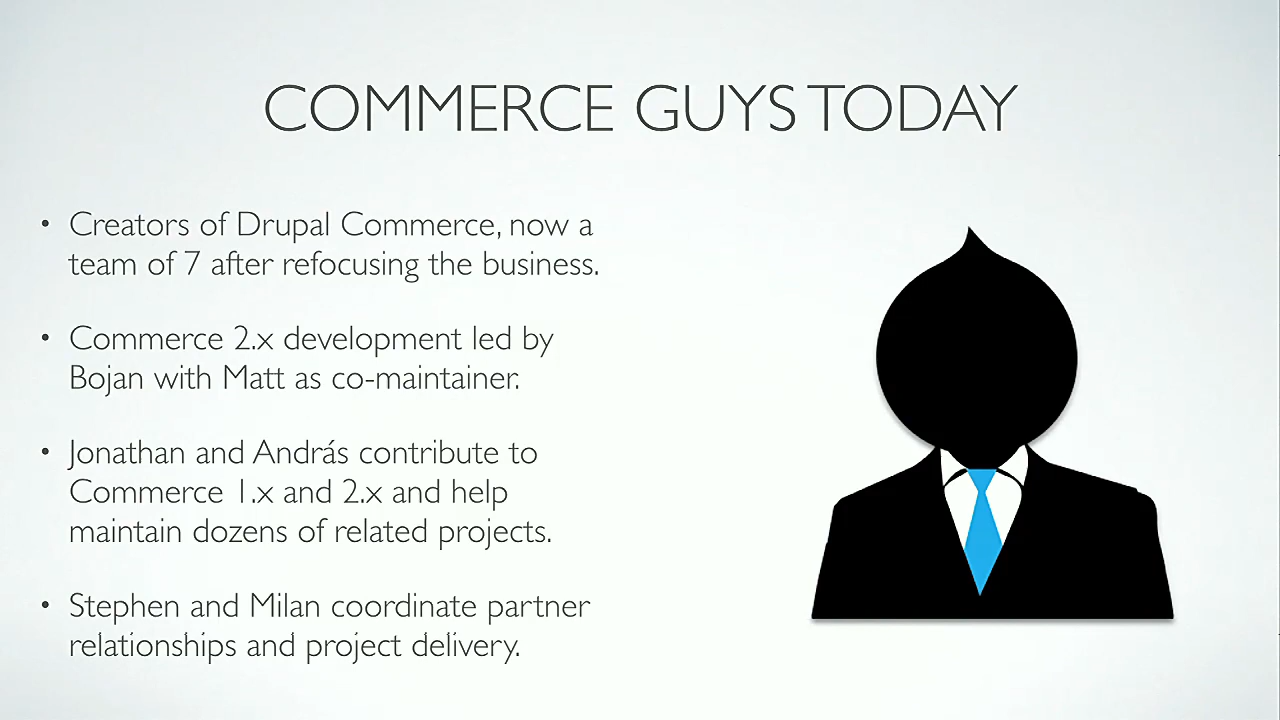 COMMERCE GUYS TODAY
• Creators of Drupal Commerce, now a
team of 7 after refocusing the business.
• Commerce 2.x development led by
Bojan with Matt as co-maintainer.
• Jonathan and András contribute to
Commerce 1.x and 2.x and help
maintain dozens of related projects.
• Stephen and Milan coordinate partner
relationships and project delivery.